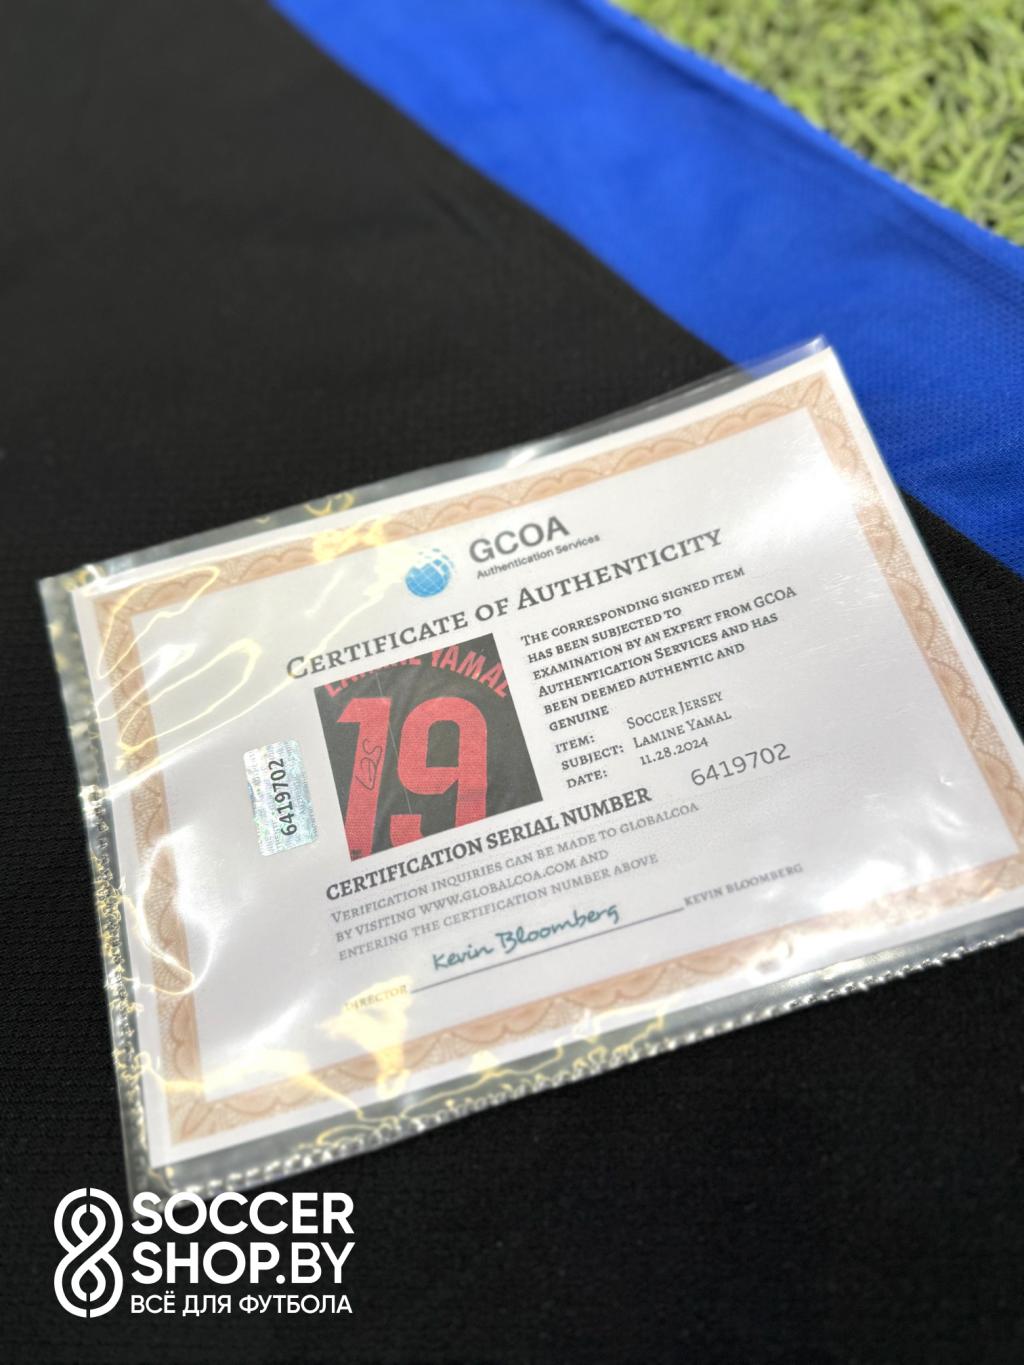 GCOA
Authentication Services
CERTIFICATE OF AUTHENTICITY
LAMINE YAMAL
19
THE CORRESPONDING SIGNED ITEM
HAS BEEN SUBJECTED TO
EXAMINATION BY AN EXPERT FROM GCOA
AUTHENTICATION SERVICES AND HAS
BEEN DEEMED AUTHENTIC AND
GENUINE
ITEM: SOCCER JERSEY
SUBJECT: LAMINE YAMAL
DATE: 11.28.2024
6419702
CERTIFICATION SERIAL NUMBER 6419702
VERIFICATION INQUIRIES CAN BE MADE TO GLOBALCOA
BY VISITING WWW.GLOBALCOA.COM AND
ENTERING THE CERTIFICATION NUMBER ABOVE
Kevin Bloomberg
DIRECTOR KEVIN BLOOMBERG
SOCCER
SHOP.BY
ВСЁ ДЛЯ ФУТБОЛА